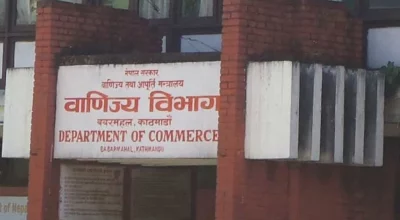 नेपाल सरकार
वाणिज्य तथा आपूर्ति मन्त्रालय
वाणिज्य विभाग
बबरमहल, काठमाडौं
DEPARTMENT OF COMMERCE
BABARMAHAL, KATHMANDU